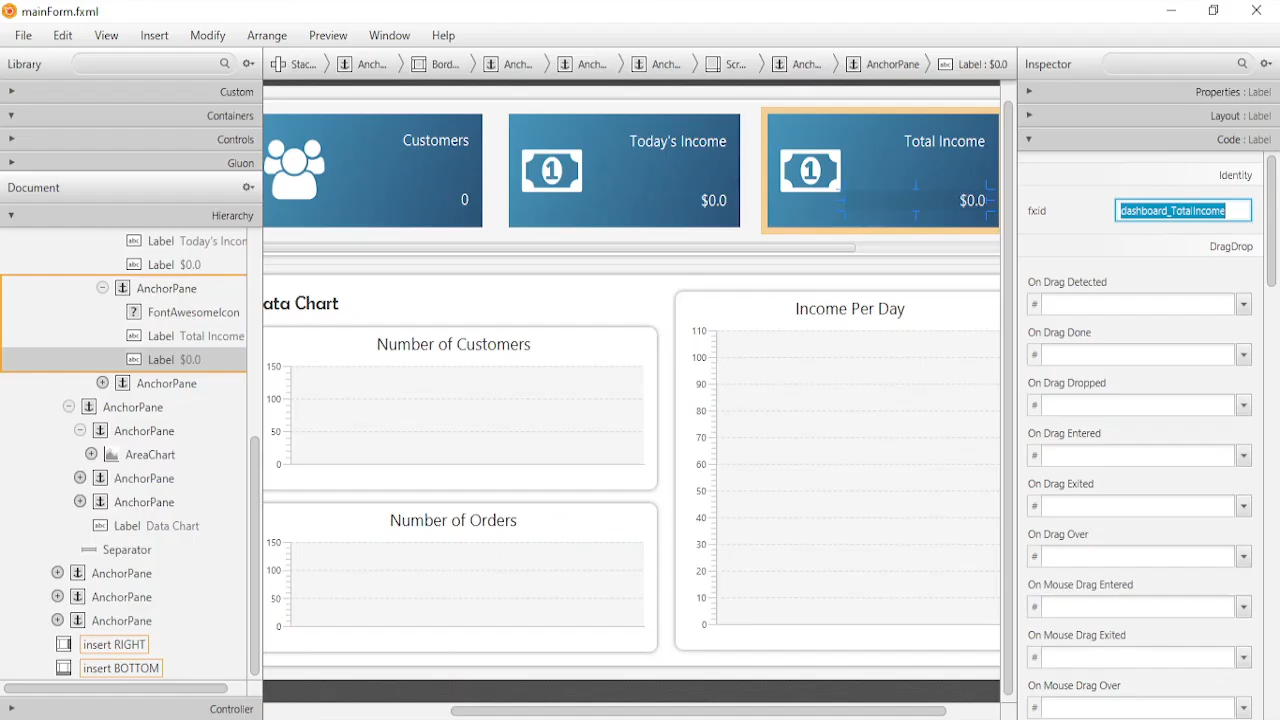 mainForm.fxml
File Edit View Insert Arrange Modify Preview Window Help
Library
Custom
Containers
Controls
Giuon
Document
Hierarchy
Label Today's Incor
Label $0.0
AnchorPane
FontAwesomeIcon
Label Total Income
Label $0.0
AnchorPane
AnchorPane
AnchorPane
AreaChart
AnchorPane
AnchorPane
Label Data Chart
Separator
AnchorPane
AnchorPane
AnchorPane
insert RIGHT
insert BOTTOM
Controller
Stac... Anch... Bord... Anch... Anch... Anch... Scr... Anch... AnchorPane Label : $0.0
Customers
0
Today's Income
1
$0.0
Total Income
1
$0.0
ata Chart
Number of Customers
150
100
50
0
Number of Orders
150
100
50
0
Income Per Day
110
100
90
80
70
60
50
40
30
20
10
0
Inspector
Properties : Label
Layout : Label
Code : Label
Identity
fx:id dashboard_TotalIncome
DragDrop
On Drag Detected
#
On Drag Done
#
On Drag Dropped
#
On Drag Entered
#
On Drag Exited
#
On Drag Over
#
On Mouse Drag Entered
#
On Mouse Drag Exited
#
On Mouse Drag Over
#